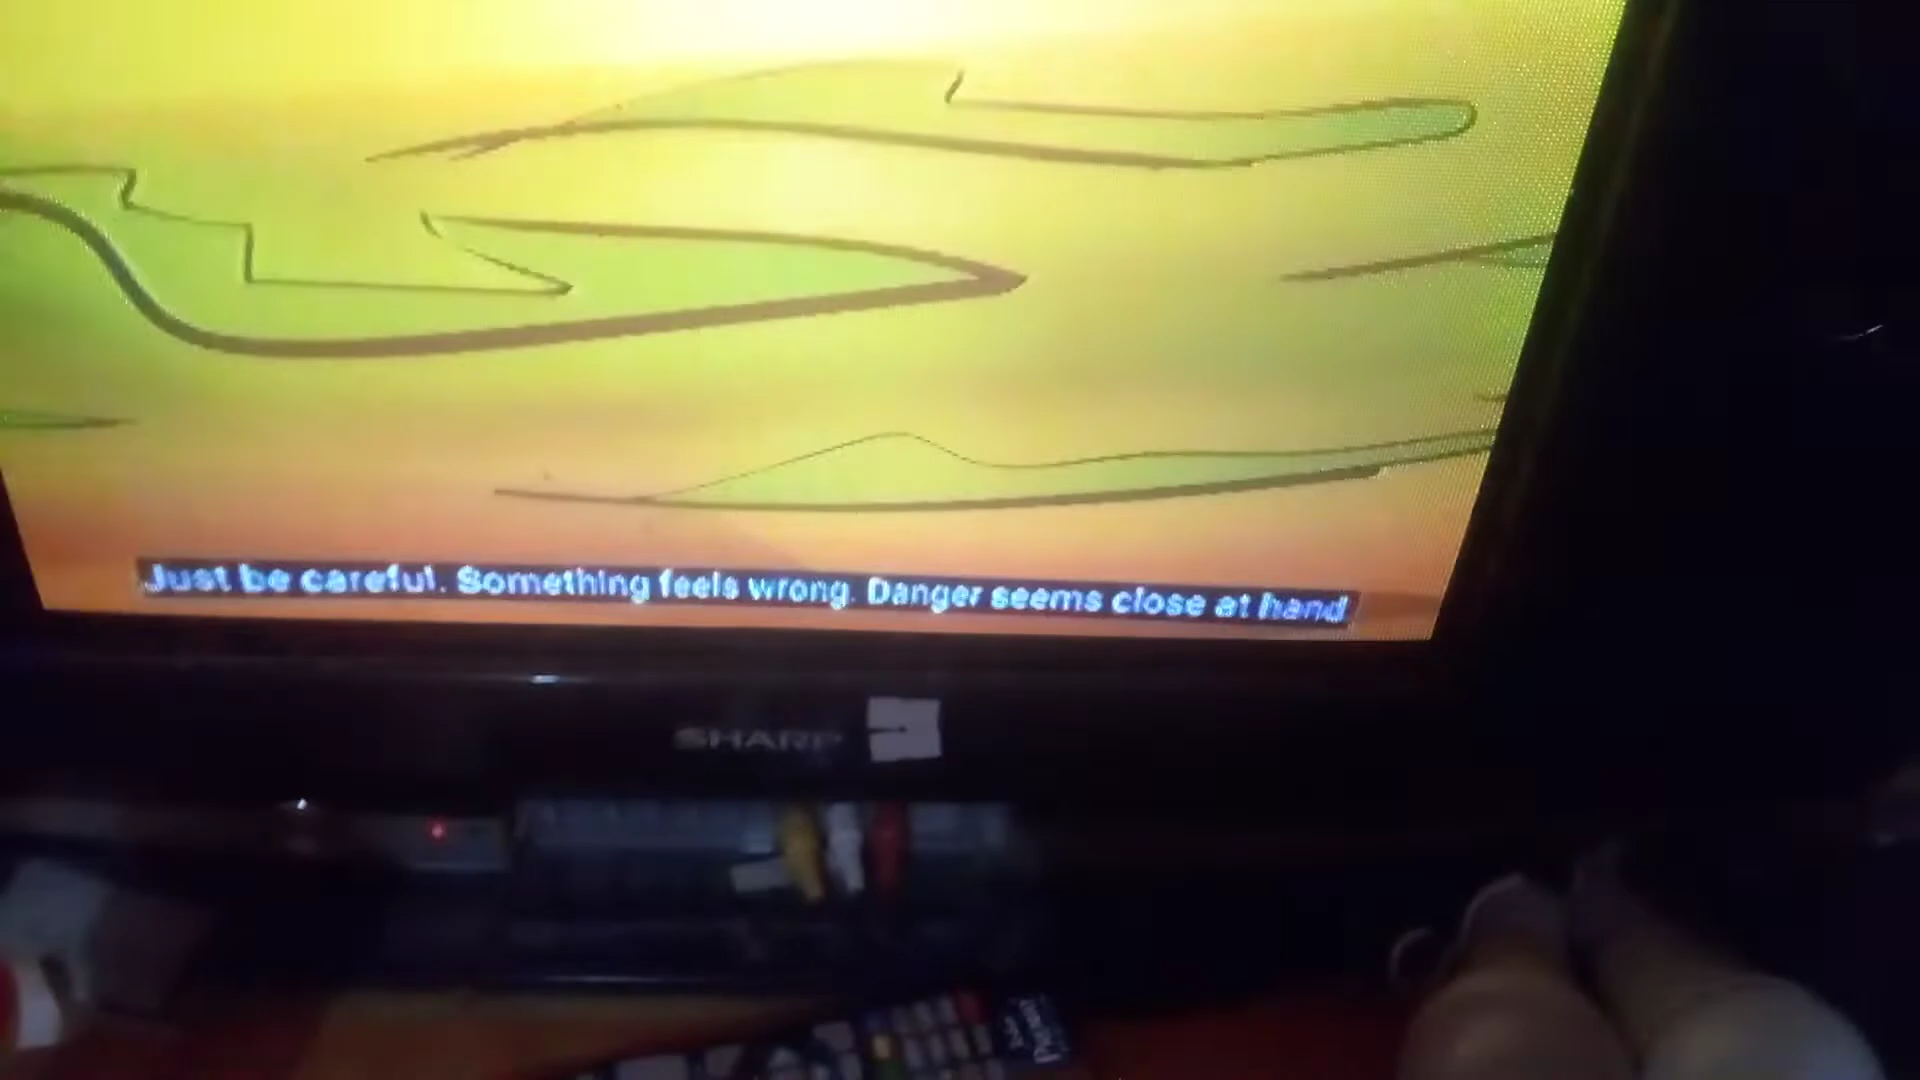 Just be careful. Something feels wrong. Danger seems close at hand
SHARP